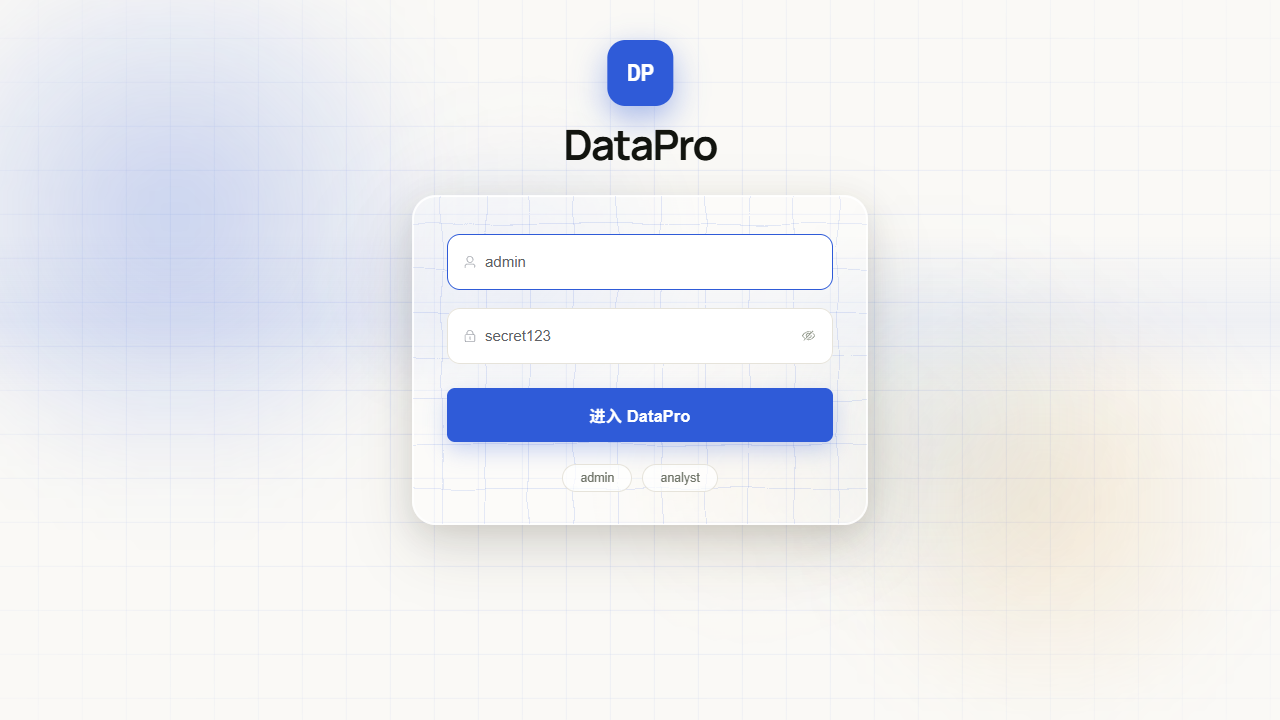 DP
DataPro
admin
secret123
进入 DataPro
admin
analyst